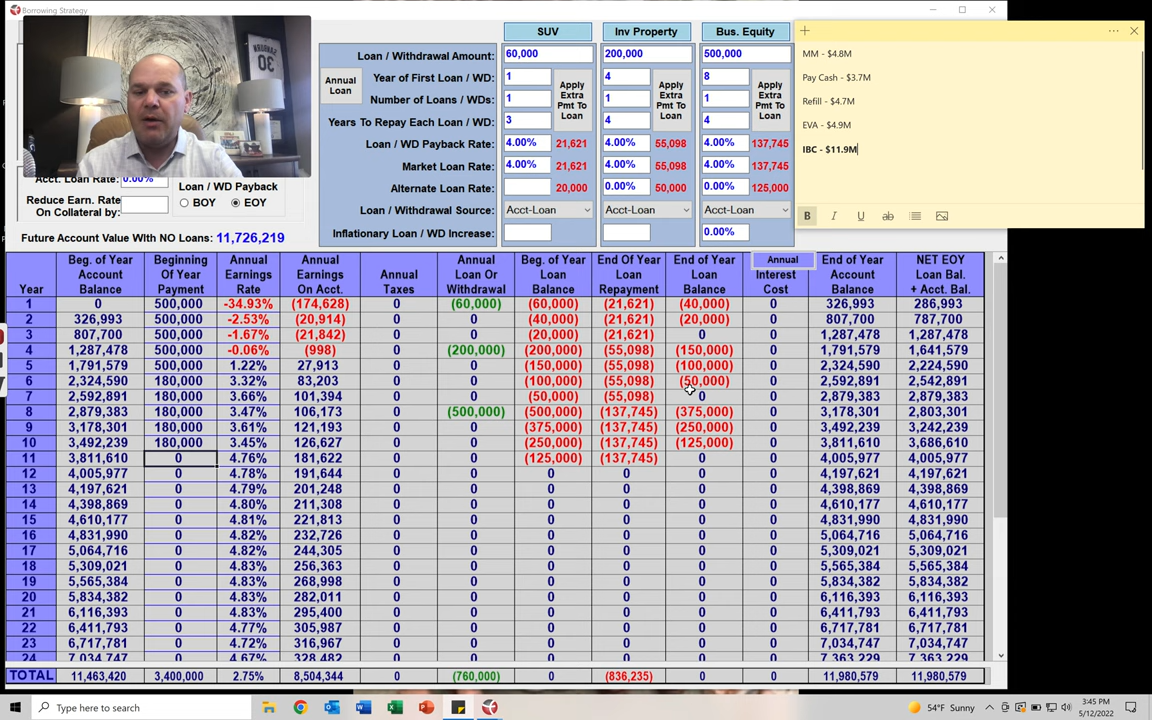 Borrowing Strategy
SANDNER
30
SUV Inv Property Bus. Equity
Loan / Withdrawal Amount: 60,000 200,000 500,000
Annual Loan
Year of First Loan / WD: 1 4 8
Number of Loans / WDs: 1 1 1
Years To Repay Each Loan / WD: 3 4 4
Apply Extra Pmt To Loan Apply Extra Pmt To Loan Apply Extra Pmt To Loan
Loan / WD Payback Rate: 4.00% 21,621 4.00% 55,098 4.00% 137,745
Market Loan Rate: 4.00% 21,621 4.00% 55,098 4.00% 137,745
Alternate Loan Rate: 20,000 0.00% 50,000 0.00% 125,000
Loan / Withdrawal Source: Acct-Loan Acct-Loan Acct-Loan
Inflationary Loan / WD Increase: 0.00%
Acct. Loan Rate: 0.00%
Reduce Earn. Rate On Collateral by:
Loan / WD Payback
BOY EOY
Future Account Value With NO Loans: 11,726,219
MM - $4.8M
Pay Cash - $3.7M
Refill - $4.7M
EVA - $4.9M
IBC - $11.9M
B I U ab
Year Beg. of Year Account Balance Beginning Of Year Payment Annual Earnings Rate Annual Earnings On Acct. Annual Taxes Annual Loan Or Withdrawal Beg. of Year Loan Balance End Of Year Loan Repayment End of Year Loan Balance Annual Interest Cost End of Year Account Balance NET EOY Loan Bal. + Acct. Bal.
1 0 500,000 -34.93% (174,628) 0 (60,000) (60,000) (21,621) (40,000) 0 326,993 286,993
2 326,993 500,000 -2.53% (20,914) 0 0 (40,000) (21,621) (20,000) 0 807,700 787,700
3 807,700 500,000 -1.67% (21,842) 0 0 (20,000) (21,621) 0 0 1,287,478 1,287,478
4 1,287,478 500,000 -0.06% (998) 0 (200,000) (200,000) (55,098) (150,000) 0 1,791,579 1,641,579
5 1,791,579 500,000 1.22% 27,913 0 0 (150,000) (55,098) (100,000) 0 2,324,590 2,224,590
6 2,324,590 180,000 3.32% 83,203 0 0 (100,000) (55,098) (50,000) 0 2,592,891 2,542,891
7 2,592,891 180,000 3.66% 101,394 0 0 (50,000) (55,098) 0 0 2,879,383 2,879,383
8 2,879,383 180,000 3.47% 106,173 0 (500,000) (500,000) (137,745) (375,000) 0 3,178,301 2,803,301
9 3,178,301 180,000 3.61% 121,193 0 0 (375,000) (137,745) (250,000) 0 3,492,239 3,242,239
10 3,492,239 180,000 3.45% 126,627 0 0 (250,000) (137,745) (125,000) 0 3,811,610 3,686,610
11 3,811,610 0 4.76% 181,622 0 0 (125,000) (137,745) 0 0 4,005,977 4,005,977
12 4,005,977 0 4.78% 191,644 0 0 0 0 0 0 4,197,621 4,197,621
13 4,197,621 0 4.79% 201,248 0 0 0 0 0 0 4,398,869 4,398,869
14 4,398,869 0 4.80% 211,308 0 0 0 0 0 0 4,610,177 4,610,177
15 4,610,177 0 4.81% 221,813 0 0 0 0 0 0 4,831,990 4,831,990
16 4,831,990 0 4.82% 232,726 0 0 0 0 0 0 5,064,716 5,064,716
17 5,064,716 0 4.82% 244,305 0 0 0 0 0 0 5,309,021 5,309,021
18 5,309,021 0 4.83% 256,363 0 0 0 0 0 0 5,565,384 5,565,384
19 5,565,384 0 4.83% 268,998 0 0 0 0 0 0 5,834,382 5,834,382
20 5,834,382 0 4.83% 282,011 0 0 0 0 0 0 6,116,393 6,116,393
21 6,116,393 0 4.83% 295,400 0 0 0 0 0 0 6,411,793 6,411,793
22 6,411,793 0 4.77% 305,987 0 0 0 0 0 0 6,717,781 6,717,781
23 6,717,781 0 4.72% 316,967 0 0 0 0 0 0 7,034,747 7,034,747
24 7,034,747 0 4.67% 328,482 0 0 0 0 0 0 7,363,229 7,363,229
TOTAL 11,463,420 3,400,000 2.75% 8,504,344 0 (760,000) 0 (836,235) 0 0 11,980,579 11,980,579
Type here to search
54°F Sunny
3:45 PM
5/12/2022